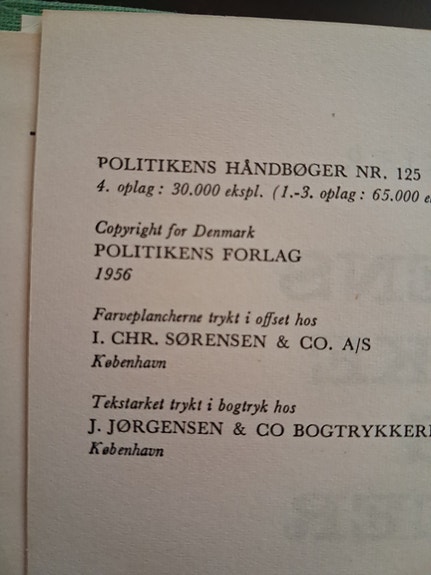 POLITIKENS HÅNDBØGER NR. 125
4. oplag: 30.000 ekspl. (1.-3. oplag: 65.000
Copyright for Denmark
POLITIKENS FORLAG
1956
Farveplancherne trykt i offset hos
I. CHR. SØRENSEN & CO. A/S
København
Tekstarket trykt i bogtryk hos
J. JØRGENSEN & CO BOGTRYKKERI
København